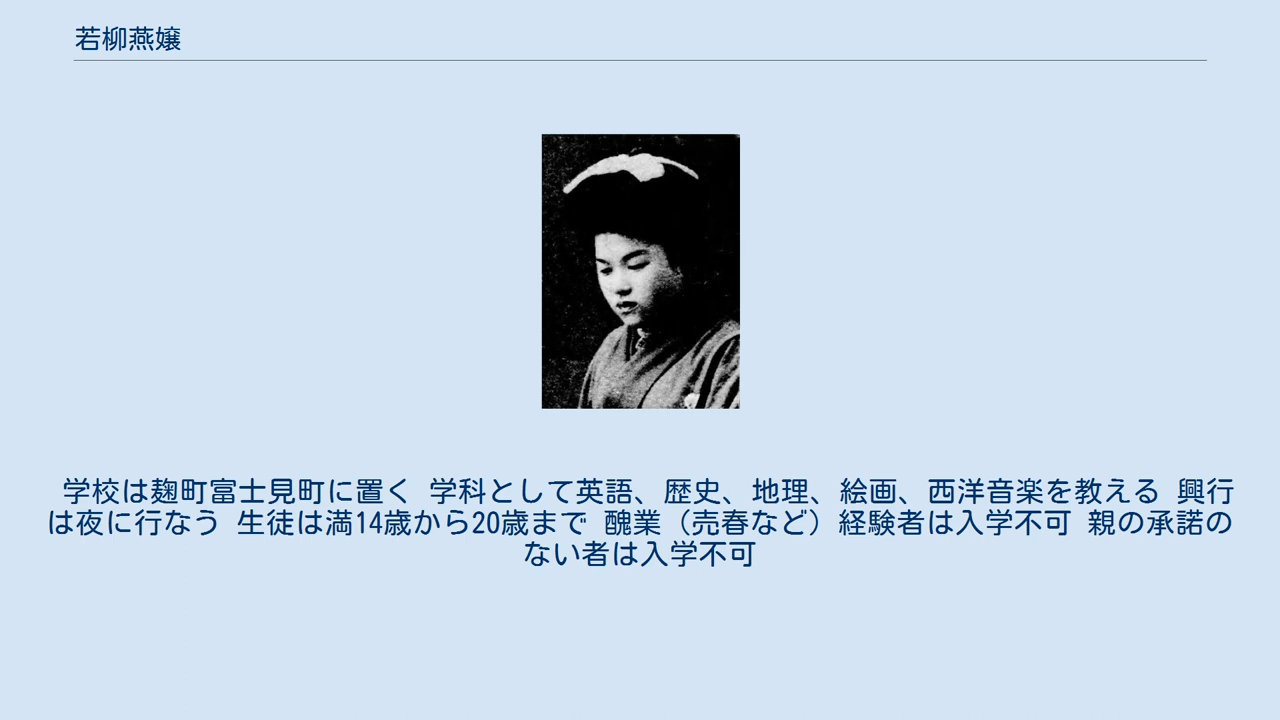 若柳燕嬢
学校は麹町富士見町に置く 学科として英語、歴史、地理、絵画、西洋音楽を教える 興行
は夜に行なう 生徒は満14歳から20歳まで 醜業（売春など）経験者は入学不可 親の承諾の
ない者は入学不可